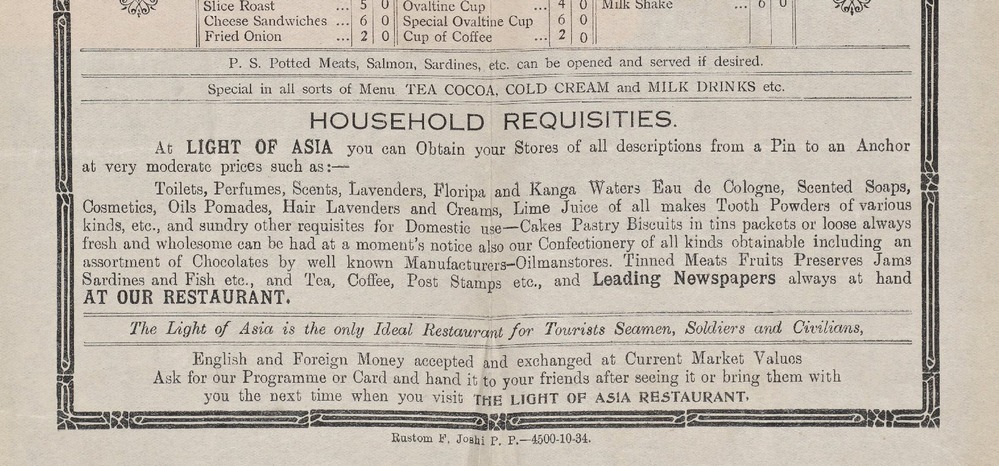 Slice Roast ... 5 0 Ovaltine Cup ... 4 0 Milk Shake ... 6 0
Cheese Sandwiches ... 6 0 Special Ovaltine Cup 6 0
Fried Onion ... 2 0 Cup of Coffee ... 2 0
P. S. Potted Meats, Salmon, Sardines, etc. can be opened and served if desired.
Special in all sorts of Menu TEA COCOA, COLD CREAM and MILK DRINKS etc.
HOUSEHOLD REQUISITIES.
At LIGHT OF ASIA you can Obtain your Stores of all descriptions from a Pin to an Anchor
at very moderate prices such as:—
Toilets, Perfumes, Scents, Lavenders, Floripa and Kanga Waters Eau de Cologne, Scented Soaps,
Cosmetics, Oils Pomades, Hair Lavenders and Creams, Lime Juice of all makes Tooth Powders of various
kinds, etc., and sundry other requisites for Domestic use—Cakes Pastry Biscuits in tins packets or loose always
fresh and wholesome can be had at a moment's notice also our Confectionery of all kinds obtainable including an
assortment of Chocolates by well known Manufacturers—Oilmanstores. Tinned Meats Fruits Preserves Jams
Sardines and Fish etc., and Tea, Coffee, Post Stamps etc., and Leading Newspapers always at hand
AT OUR RESTAURANT.
The Light of Asia is the only Ideal Restaurant for Tourists Seamen, Soldiers and Civilians,
English and Foreign Money accepted and exchanged at Current Market Values
Ask for our Programme or Card and hand it to your friends after seeing it or bring them with
you the next time when you visit THE LIGHT OF ASIA RESTAURANT.
Rustom F. Joshi P. P.—4500-10-34.